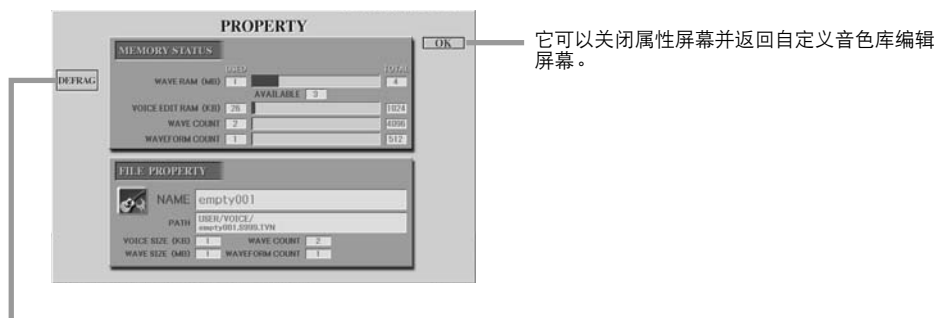 PROPERTY
OK
它可以关闭属性屏幕并返回自定义音色库编辑
屏幕。
MEMORY STATUS
DEFRAG
USED
TOTAL
WAVE RAM (MB) 1 4
AVAILABLE 3
VOICE EDIT RAM (KB) 26 1024
WAVE COUNT 2 4096
WAVEFORM COUNT 1 512
FILE PROPERTY
NAME empty001
PATH USER/VOICE/
empty001.S999.TVN
VOICE SIZE (KB) 1 WAVE COUNT 2
WAVE SIZE (MB) 1 WAVEFORM COUNT 1